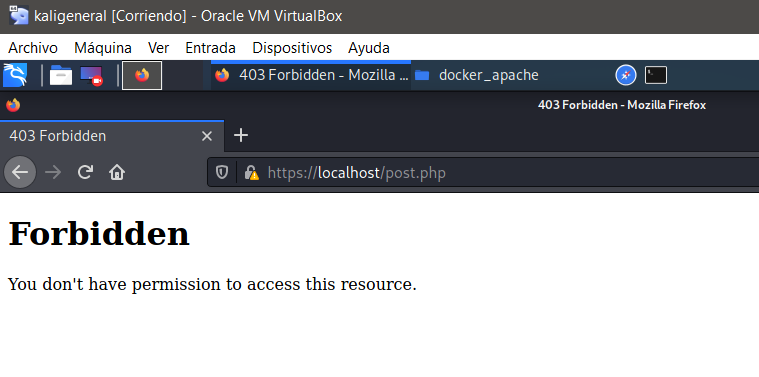 kaligeneral [Corriendo] - Oracle VM VirtualBox
Archivo Máquina Ver Entrada Dispositivos Ayuda
403 Forbidden - Mozilla ... docker_apache
403 Forbidden - Mozilla Firefox
403 Forbidden
https://localhost/post.php
Forbidden
You don't have permission to access this resource.